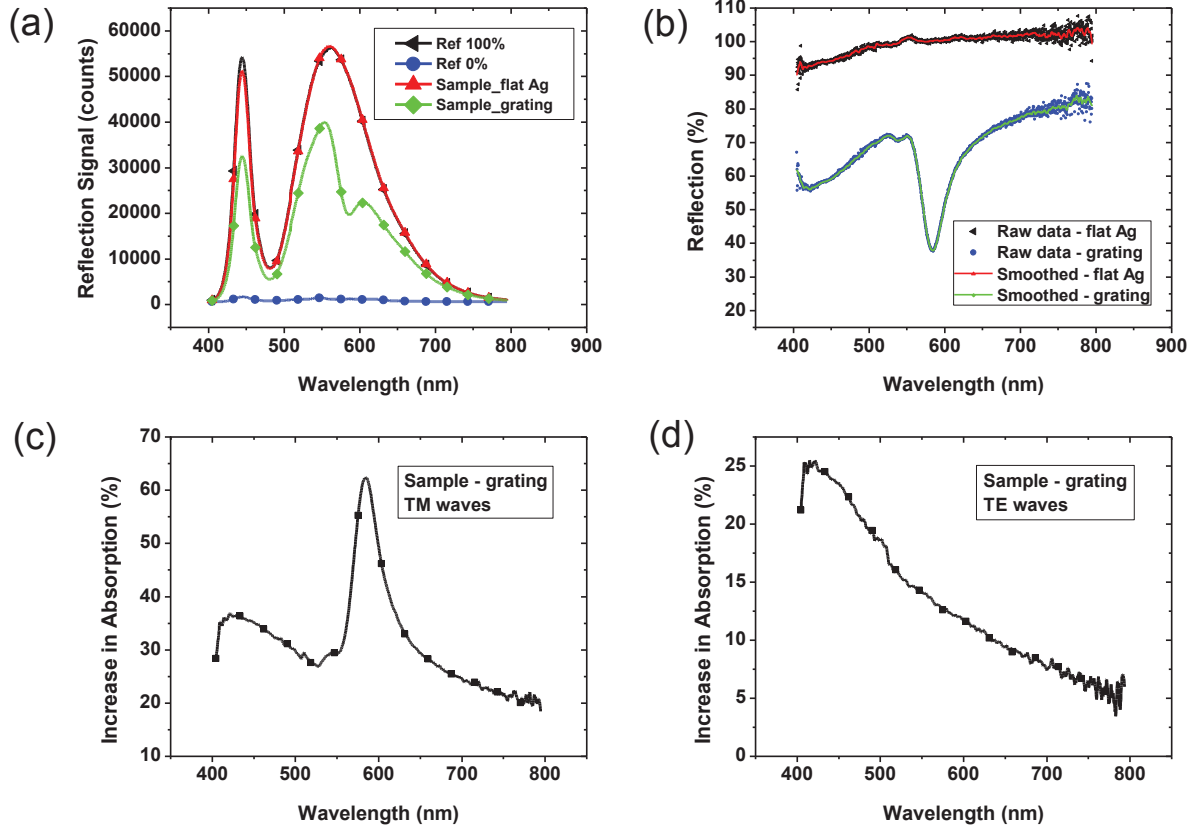 (a)
60000
50000
40000
30000
20000
10000
0
Reflection Signal (counts)
Ref 100%
Ref 0%
Sample_flat Ag
Sample_grating
400 500 600 700 800 900
Wavelength (nm)
(b)
110
100
90
80
70
60
50
40
30
20
Reflection (%)
Raw data - flat Ag
Raw data - grating
Smoothed - flat Ag
Smoothed - grating
400 500 600 700 800 900
Wavelength (nm)
(c)
70
60
50
40
30
20
10
Increase in Absorption (%)
Sample - grating
TM waves
400 500 600 700 800
Wavelength (nm)
(d)
25
20
15
10
5
0
Increase in Absorption (%)
Sample - grating
TE waves
400 500 600 700 800
Wavelength (nm)